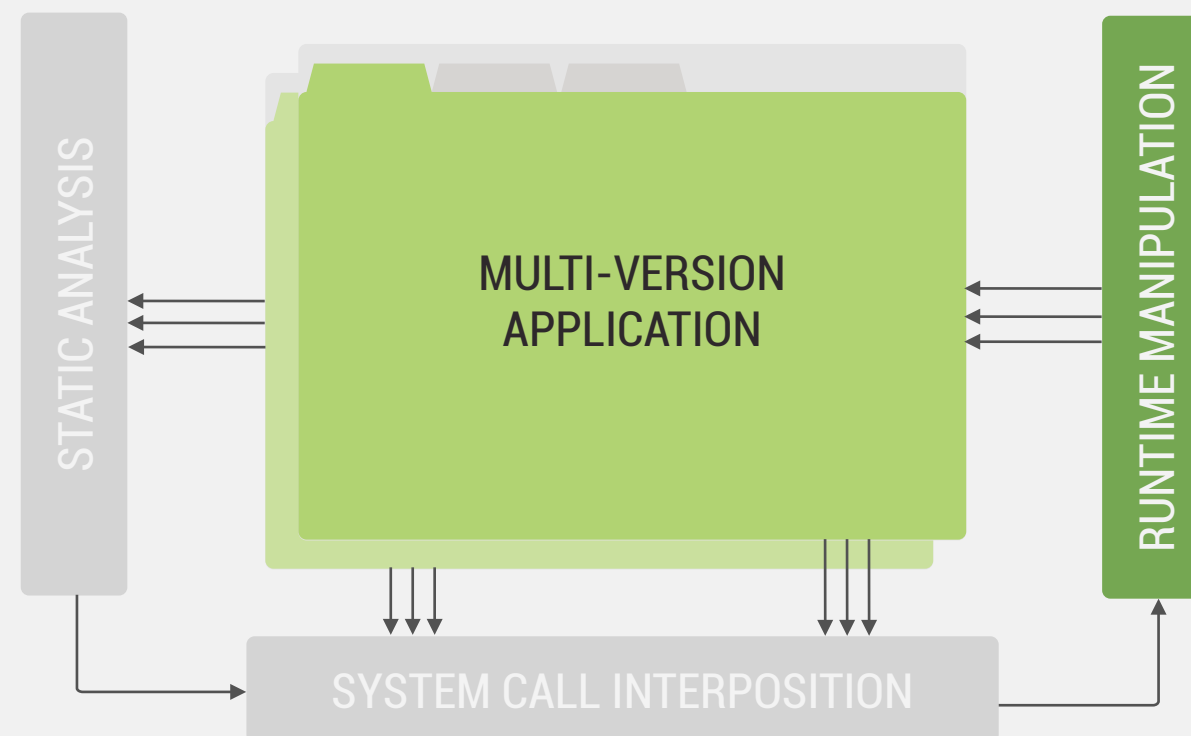 STATIC ANALYSIS
MULTI-VERSION
APPLICATION
RUNTIME MANIPULATION
SYSTEM CALL INTERPOSITION